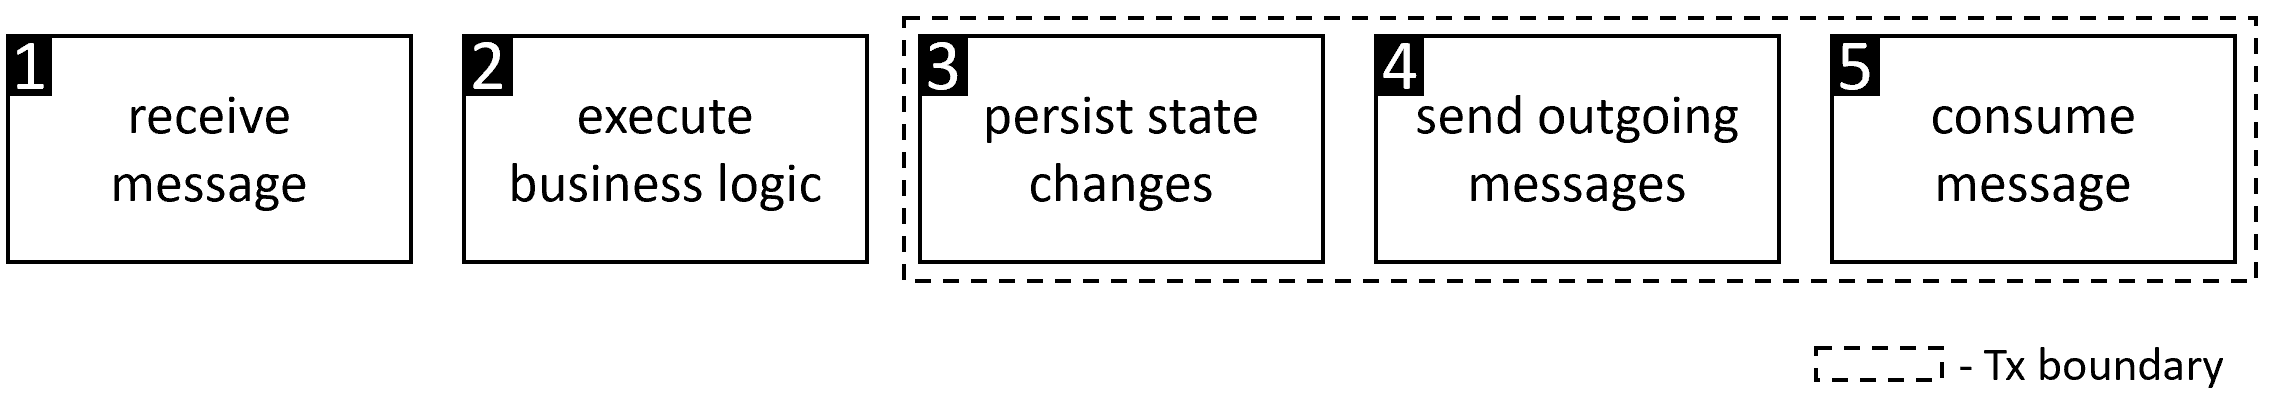 1
receive
message
2
execute
business logic
3
persist state
changes
4
send outgoing
messages
5
consume
message
- Tx boundary